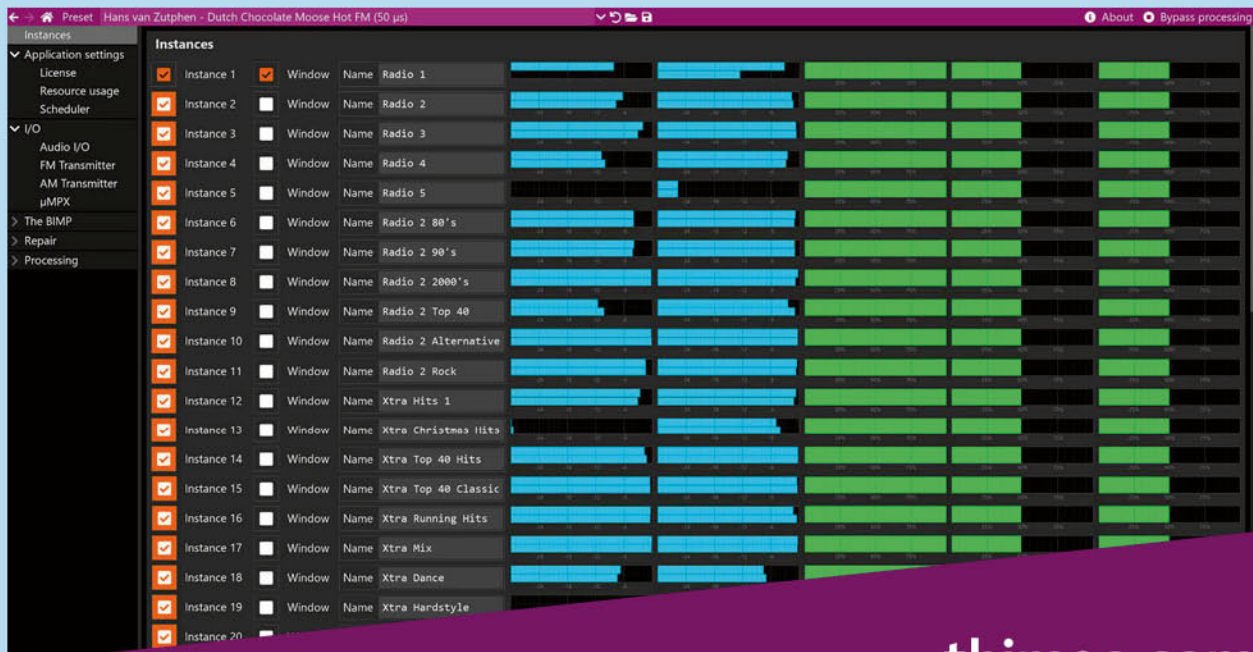 Preset Hans van Zutphen - Dutch Chocolate Moose Hot FM (50 µs) About Bypass processing
Instances
Application settings
License
Resource usage
Scheduler
I/O
Audio I/O
FM Transmitter
AM Transmitter
µMPX
The BIMP
Repair
Processing
Instances
Instance 1 Window Name Radio 1
Instance 2 Window Name Radio 2
Instance 3 Window Name Radio 3
Instance 4 Window Name Radio 4
Instance 5 Window Name Radio 5
Instance 6 Window Name Radio 2 80's
Instance 7 Window Name Radio 2 90's
Instance 8 Window Name Radio 2 2000's
Instance 9 Window Name Radio 2 Top 40
Instance 10 Window Name Radio 2 Alternative
Instance 11 Window Name Radio 2 Rock
Instance 12 Window Name Xtra Hits 1
Instance 13 Window Name Xtra Christmas Hits
Instance 14 Window Name Xtra Top 40 Hits
Instance 15 Window Name Xtra Top 40 Classic
Instance 16 Window Name Xtra Running Hits
Instance 17 Window Name Xtra Mix
Instance 18 Window Name Xtra Dance
Instance 19 Window Name Xtra Hardstyle
Instance 20